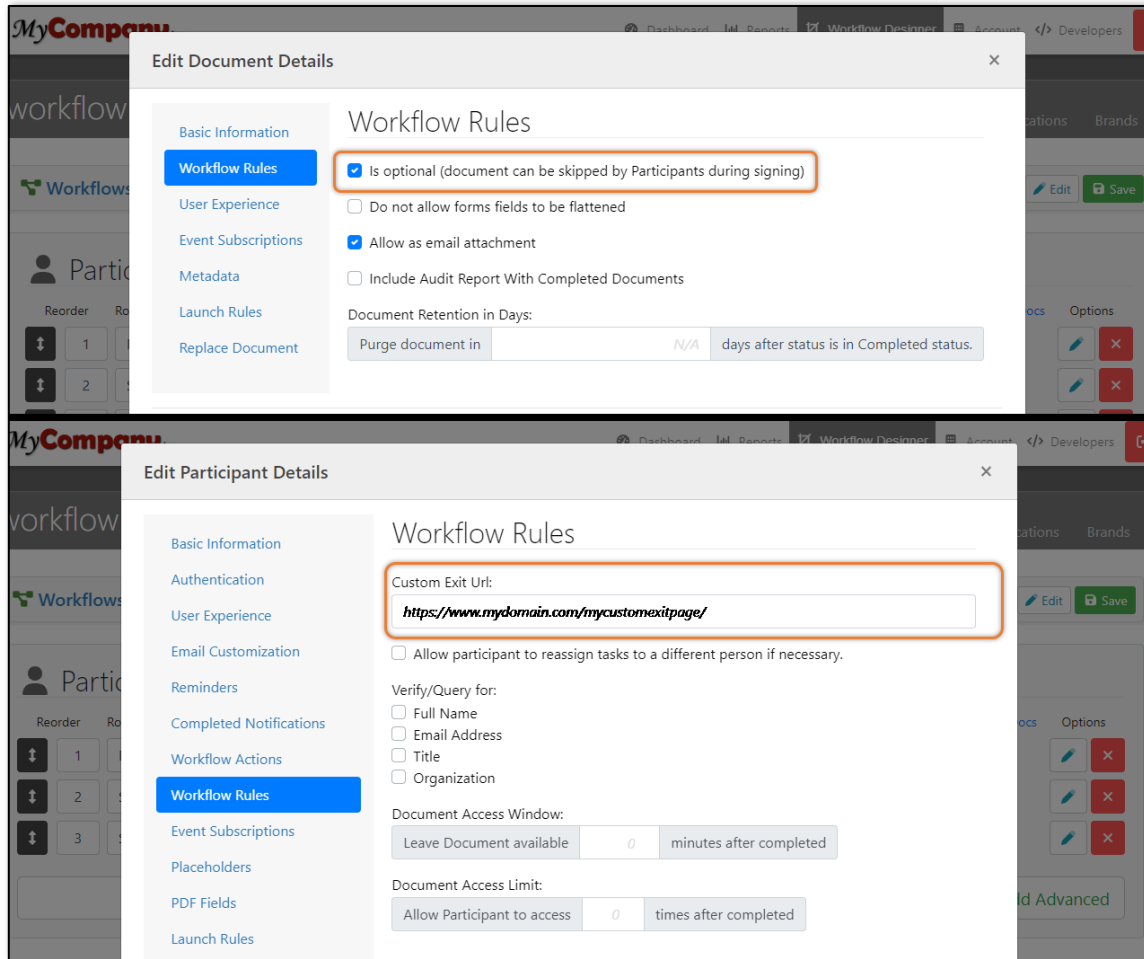 MyCompany.
Dashboard Reports Workflow Designer Account </> Developers
Edit Document Details ×
workflow
Brands
Workflows
Edit Save
Basic Information
Workflow Rules
User Experience
Event Subscriptions
Metadata
Launch Rules
Replace Document
Workflow Rules
Is optional (document can be skipped by Participants during signing)
Do not allow forms fields to be flattened
Allow as email attachment
Include Audit Report With Completed Documents
Document Retention in Days:
Purge document in N/A days after status is in Completed status.
Reorder
Options
1
2
MyCompany.
Dashboard Reports Workflow Designer Account </> Developers
Edit Participant Details ×
workflow
Brands
Workflows
Edit Save
Basic Information
Authentication
User Experience
Email Customization
Reminders
Completed Notifications
Workflow Actions
Workflow Rules
Event Subscriptions
Placeholders
PDF Fields
Launch Rules
Workflow Rules
Custom Exit Url:
https://www.mydomain.com/mycustomexitpage/
Allow participant to reassign tasks to a different person if necessary.
Verify/Query for:
Full Name
Email Address
Title
Organization
Document Access Window:
Leave Document available 0 minutes after completed
Document Access Limit:
Allow Participant to access 0 times after completed
Reorder
Options
1
2
3
Advanced